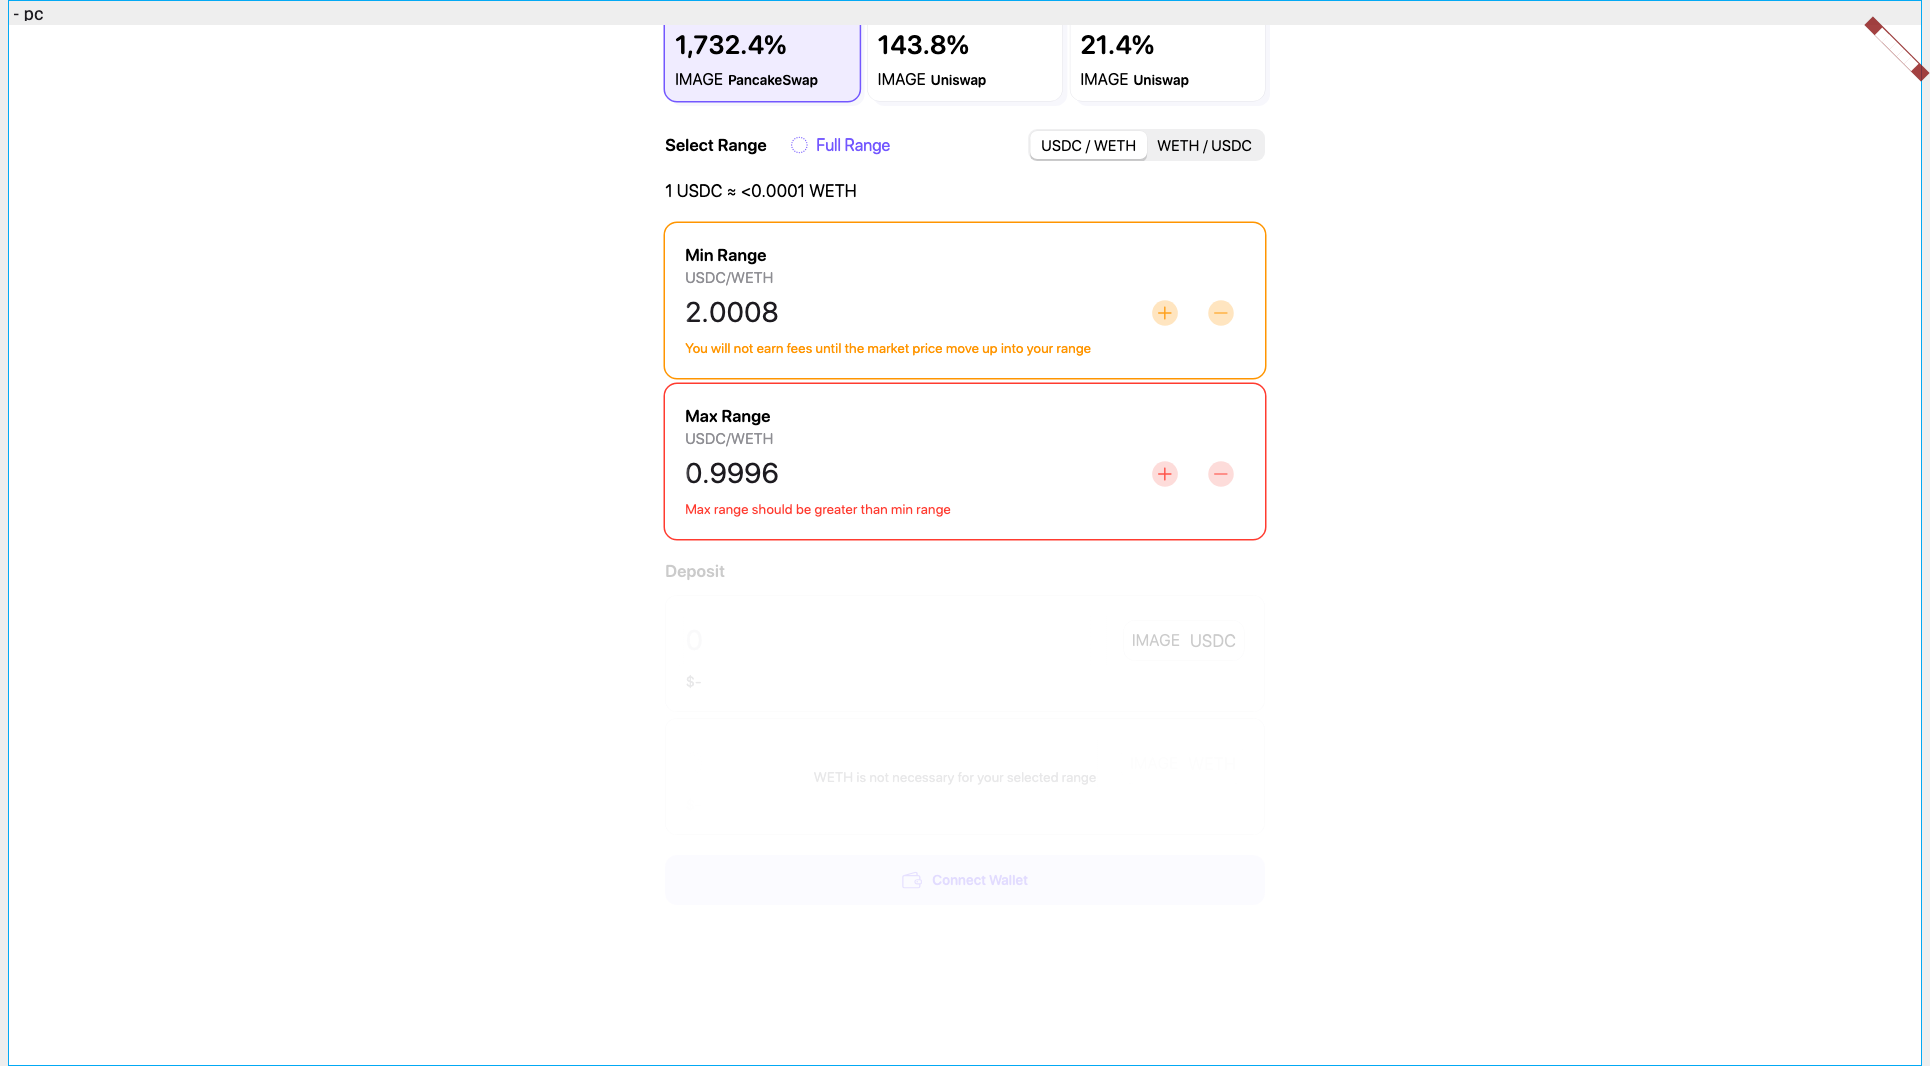 - pc
1,732.4%
IMAGE PancakeSwap
143.8%
IMAGE Uniswap
21.4%
IMAGE Uniswap
Select Range
Full Range
USDC / WETH
WETH / USDC
1 USDC ≈ <0.0001 WETH
Min Range
USDC/WETH
2.0008
You will not earn fees until the market price move up into your range
Max Range
USDC/WETH
0.9996
Max range should be greater than min range
Deposit
0
IMAGE USDC
$-
IMAGE WETH
WETH is not necessary for your selected range
Connect Wallet